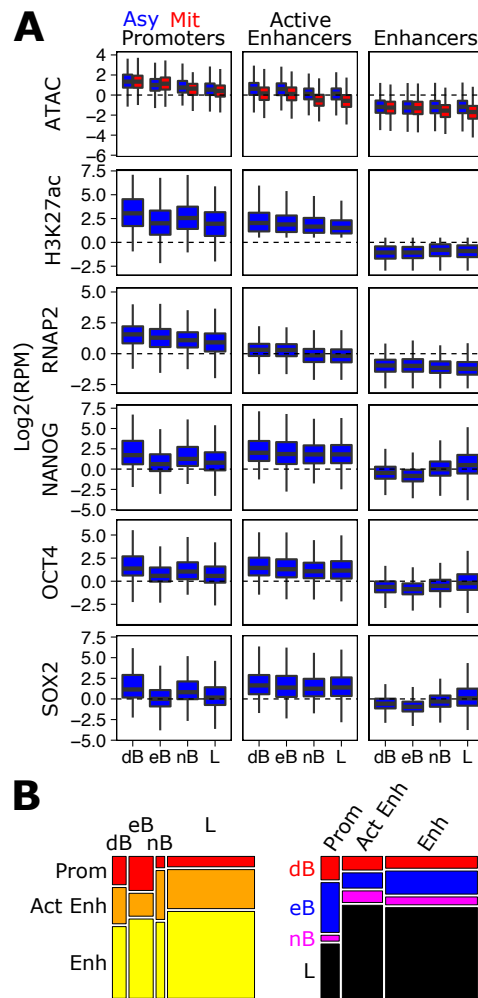 A
Asy Mit
Promoters
Active
Enhancers
Enhancers
Log2(RPM)
ATAC
4
2
0
−2
−4
−6
H3K27ac
7.5
5.0
2.5
0.0
−2.5
RNAP2
5.0
2.5
0.0
−2.5
NANOG
7.5
5.0
2.5
0.0
−2.5
−5.0
OCT4
7.5
5.0
2.5
0.0
−2.5
−5.0
SOX2
7.5
5.0
2.5
0.0
−2.5
−5.0
dB eB nB L
dB eB nB L
dB eB nB L
B
dB eB nB L
Prom
Act Enh
Enh
Prom Act Enh Enh
dB
eB
nB
L